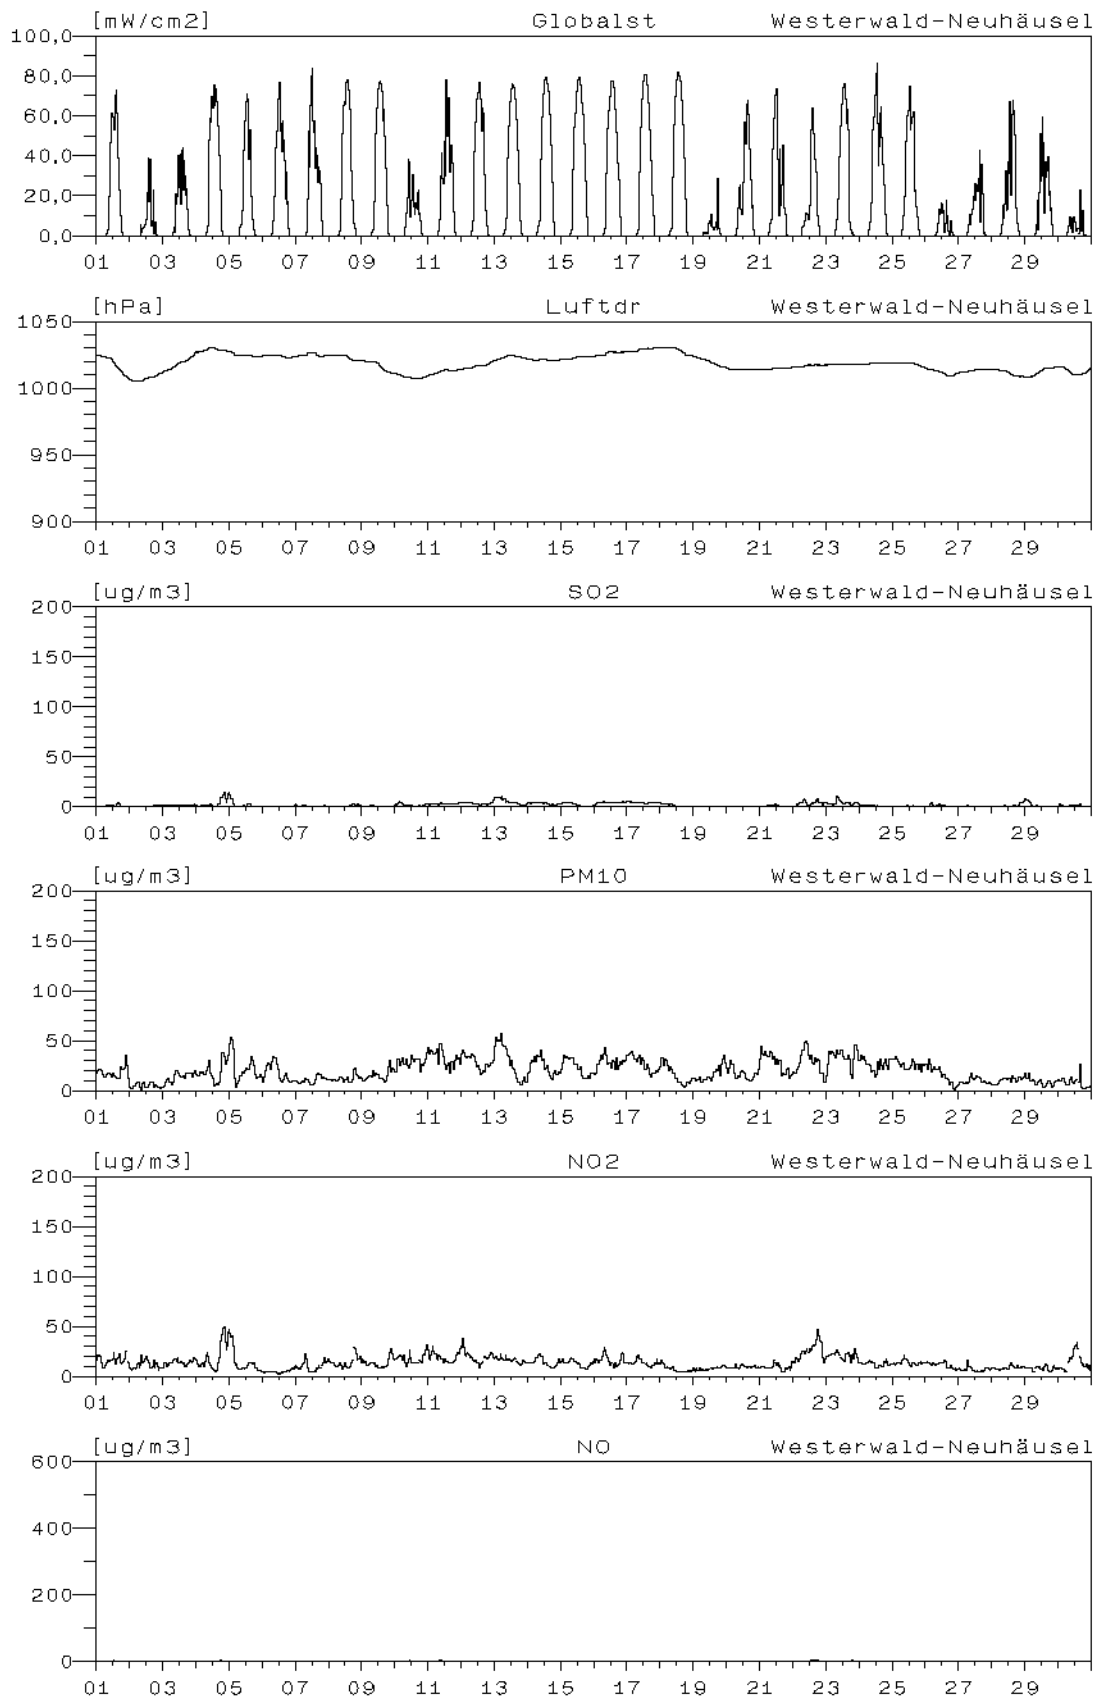 [mW/cm2] Globalst Westerwald-Neuhäusel
100,0
80,0
60,0
40,0
20,0
0,0
01 03 05 07 09 11 13 15 17 19 21 23 25 27 29
[hPa] Luftdr Westerwald-Neuhäusel
1050
1000
950
900
01 03 05 07 09 11 13 15 17 19 21 23 25 27 29
[ug/m3] SO2 Westerwald-Neuhäusel
200
150
100
50
0
01 03 05 07 09 11 13 15 17 19 21 23 25 27 29
[ug/m3] PM10 Westerwald-Neuhäusel
200
150
100
50
0
01 03 05 07 09 11 13 15 17 19 21 23 25 27 29
[ug/m3] NO2 Westerwald-Neuhäusel
200
150
100
50
0
01 03 05 07 09 11 13 15 17 19 21 23 25 27 29
[ug/m3] NO Westerwald-Neuhäusel
600
400
200
0
01 03 05 07 09 11 13 15 17 19 21 23 25 27 29